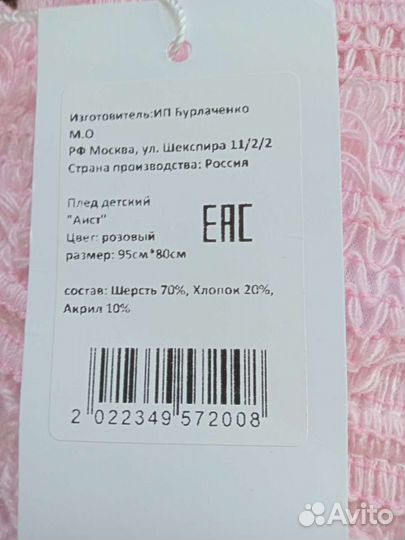 Изготовитель:ИП Бурлаченко
М.О
РФ Москва, ул. Шекспира 11/2/2
Страна производства: Россия
Плед детский
"Аист"
Цвет: розовый
размер: 95см*80см
EAC
состав: Шерсть 70%, Хлопок 20%,
Акрил 10%
2 022349 572008
Avito